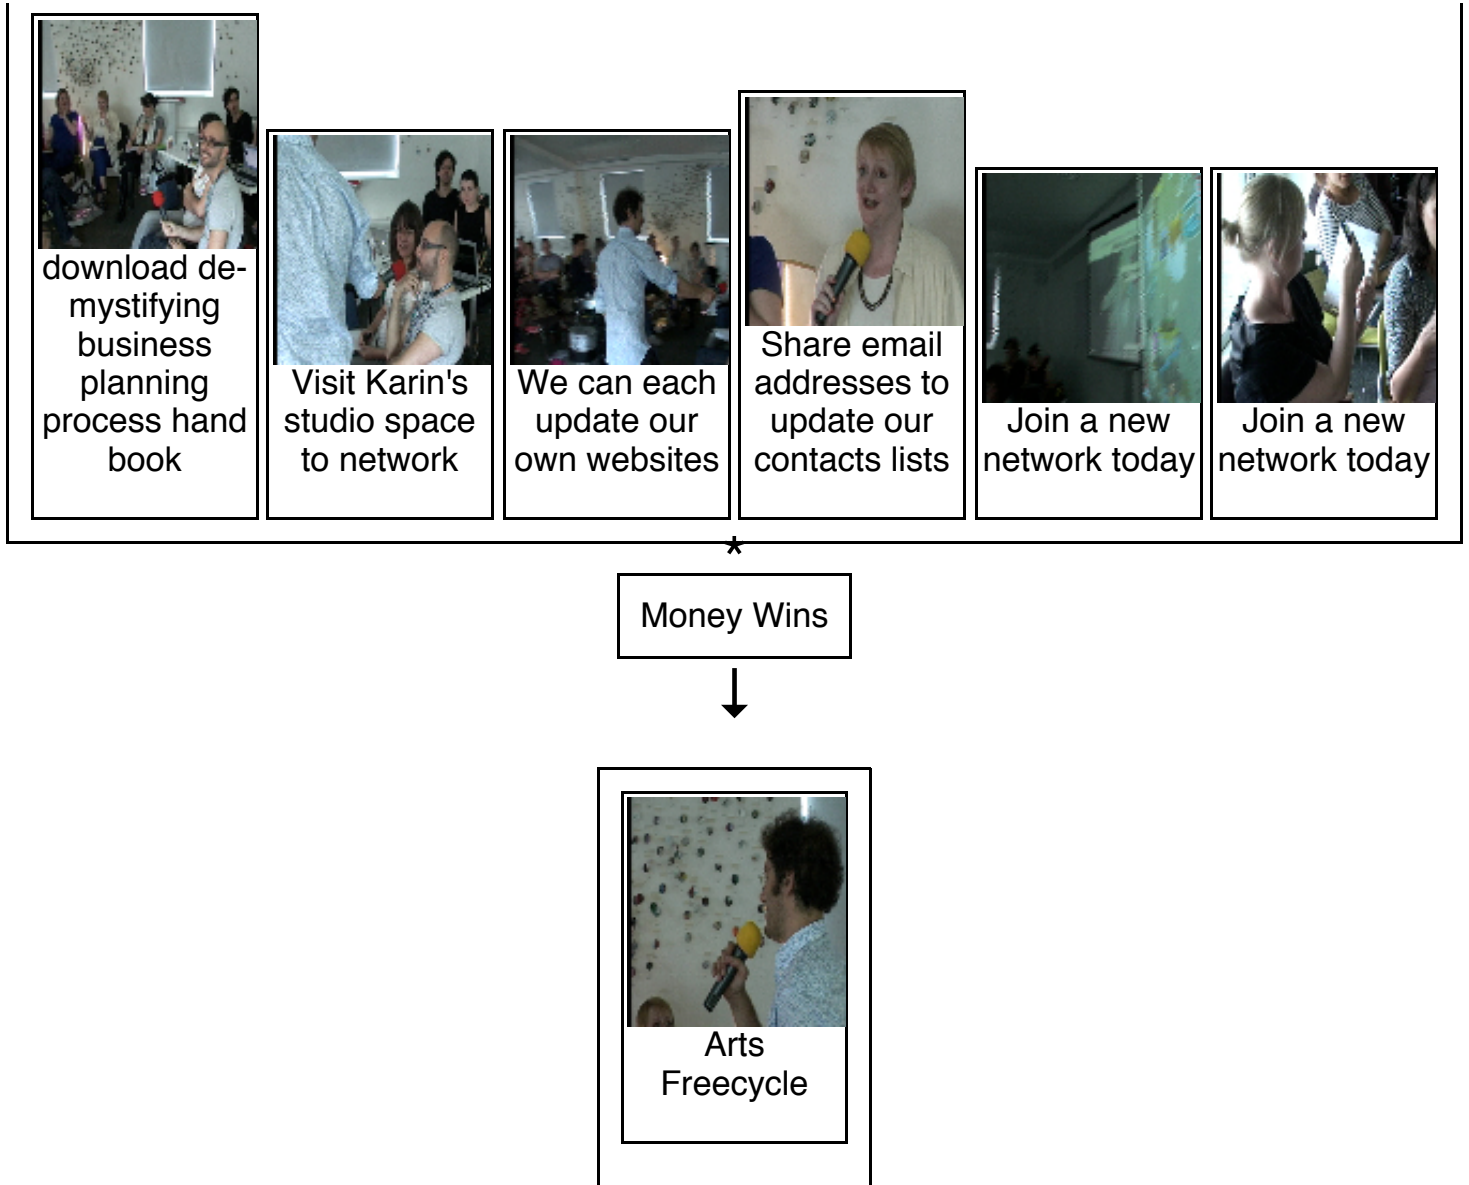 download de-
mystifying
business
planning
process hand
book
Visit Karin's
studio space
to network
We can each
update our
own websites
Share email
addresses to
update our
contacts lists
Join a new
network today
Join a new
network today
*
Money Wins
Arts
Freecycle